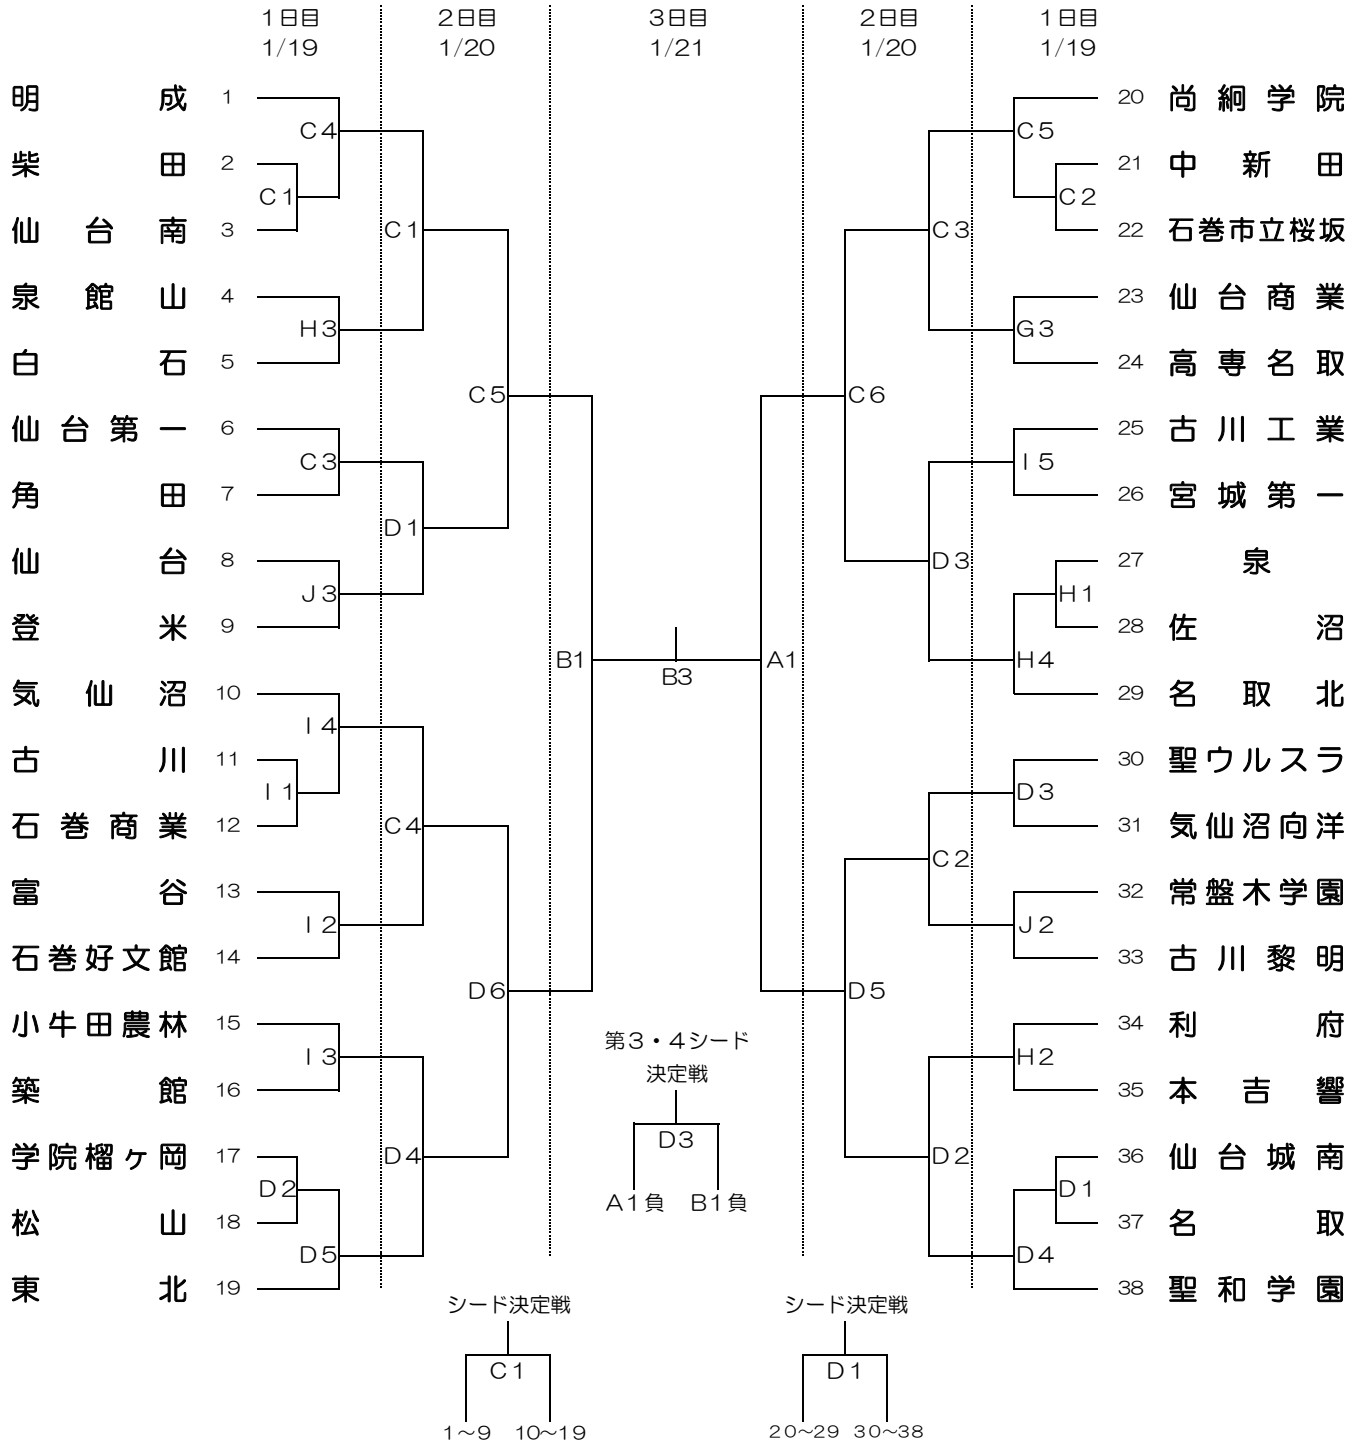 1日目 2日目 3日目 2日目 1日目
1/19 1/20 1/21 1/20 1/19
明成 1 20 尚絅学院
C4 C5
柴田 2 21 中新田
C1 C2
仙台南 3 C1 C3 22 石巻市立桜坂
泉館山 4 23 仙台商業
H3 G3
白石 5 24 高専名取
C5 C6
仙台第一 6 25 古川工業
C3 I5
角田 7 26 宮城第一
D1
仙台 8 D3 27 泉
J3 H1
登米 9 28 佐沼
B1 A1 H4
B3
気仙沼 10 29 名取北
I4
古川 11 30 聖ウルスラ
I1 D3
石巻商業 12 C4 31 気仙沼向洋
C2
富谷 13 32 常盤木学園
I2 J2
石巻好文館 14 33 古川黎明
D6 D5
小牛田農林 15 34 利府
第3・4シード
I3 H2
決定戦
築館 16 35 本吉響
D3
学院榴ヶ岡 17 D4 D2 36 仙台城南
D2 D1
A1負 B1負
松山 18 37 名取
D5 D4
東北 19 38 聖和学園
シード決定戦 シード決定戦
C1 D1
1～9 10～19 20～29 30～38